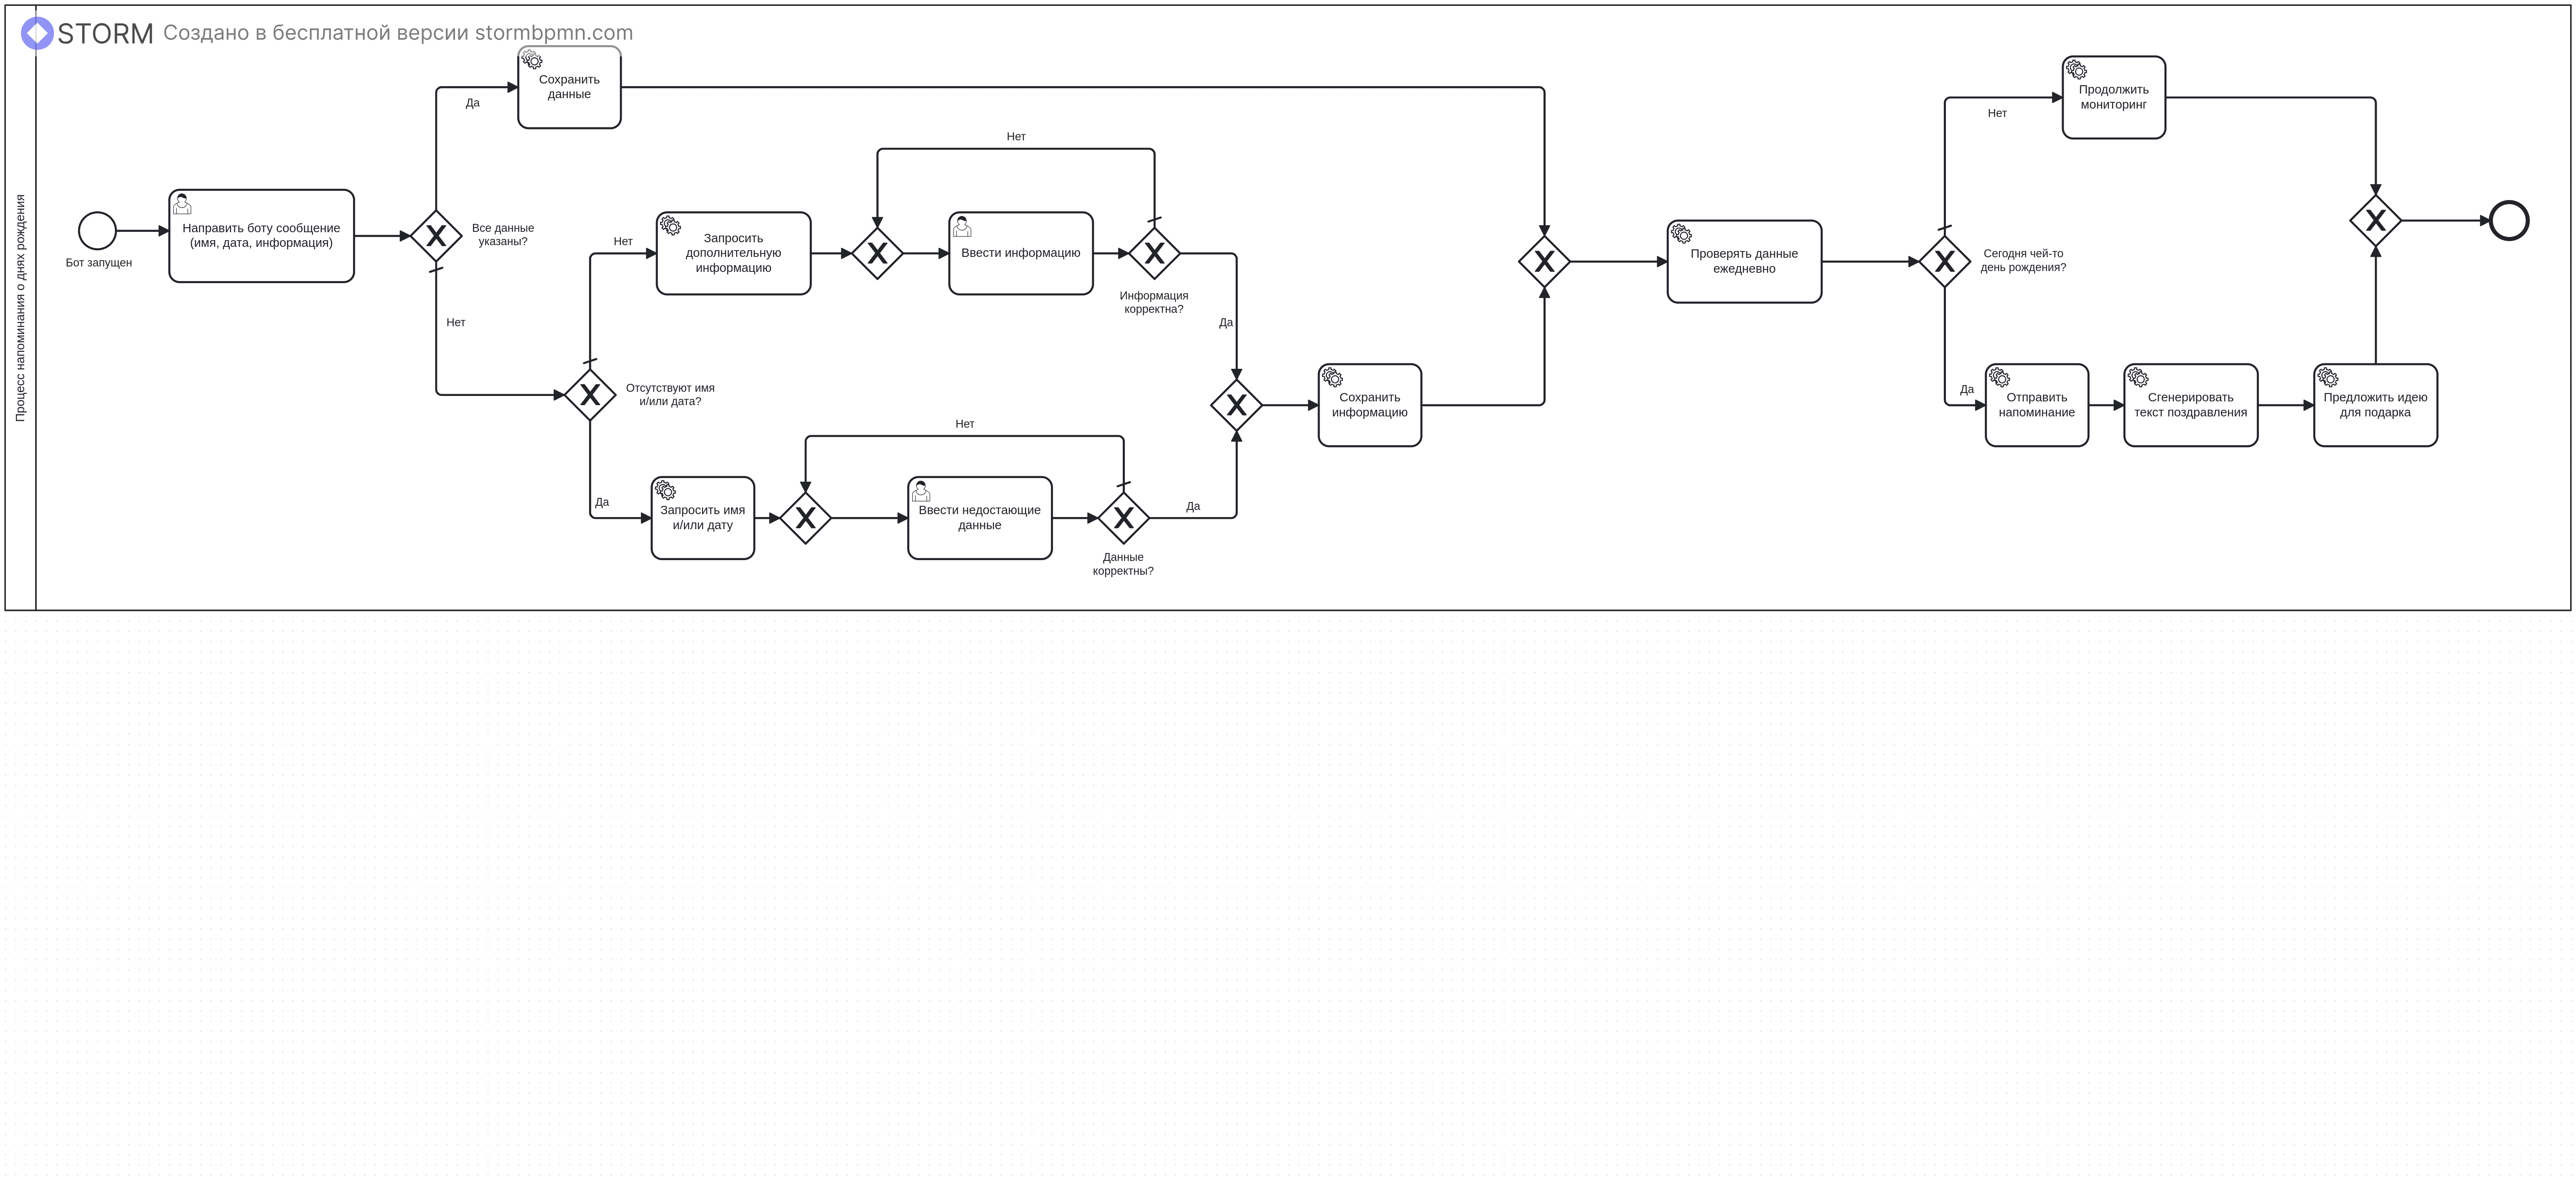 STORM Создано в бесплатной версии stormbpmn.com
Процесс напоминания о днях рождения
Бот запущен
Направить боту сообщение
(имя, дата, информация)
Все данные
указаны?
Да
Сохранить
данные
Нет
Отсутствуют имя
и/или дата?
Нет
Запросить
дополнительную
информацию
Нет
Ввести информацию
Информация
корректна?
Да
Да
Запросить имя
и/или дату
Нет
Ввести недостающие
данные
Данные
корректны?
Да
Сохранить
информацию
Проверять данные
ежедневно
Сегодня чей-то
день рождения?
Нет
Продолжить
мониторинг
Да
Отправить
напоминание
Сгенерировать
текст поздравления
Предложить идею
для подарка